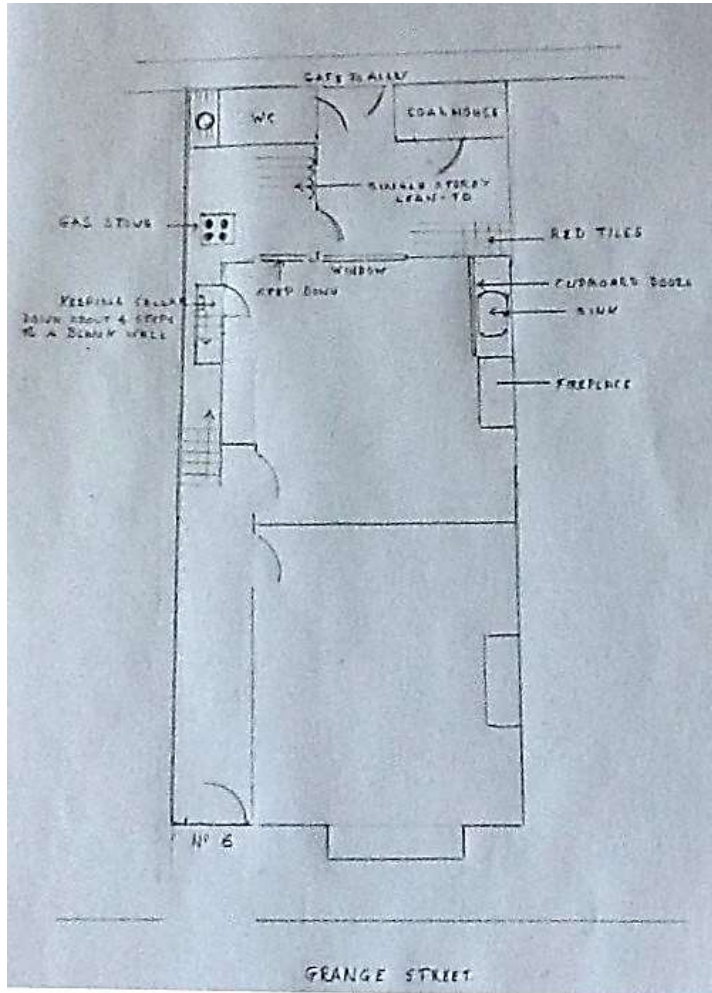 GATE TO ALLEY
WC
COALHOUSE
SINGLE STOREY
LEAN-TO
GAS STOVE
RED TILES
WINDOW
STEP DOWN
CUPBOARD DOORS
KEEPING CELLAR
DOWN ABOUT 4 STEPS
TO A BLANK WALL
SINK
FIREPLACE
Nº 6
GRANGE STREET